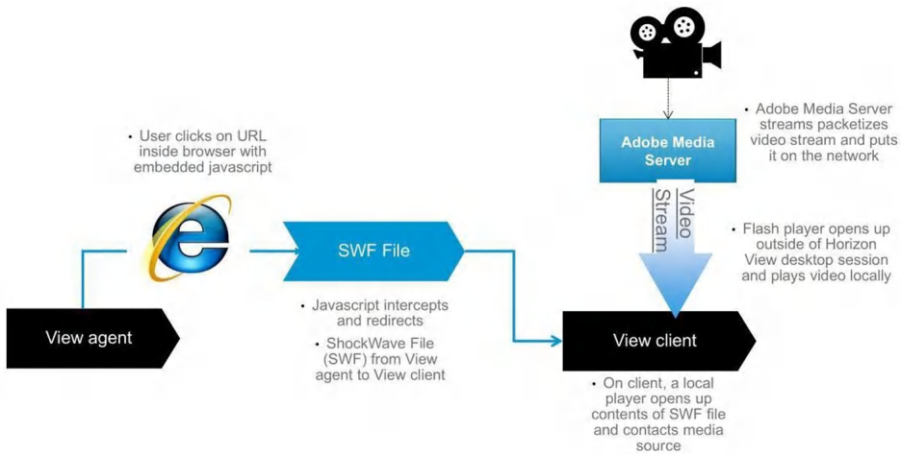 • User clicks on URL
inside browser with
embedded javascript
Adobe Media
Server
• Adobe Media Server
streams packetizes
video stream and puts
it on the network
Video
Stream
• Flash player opens up
outside of Horizon
View desktop session
and plays video locally
SWF File
• Javascript intercepts
and redirects
• ShockWave File
(SWF) from View
agent to View client
View agent
View client
• On client, a local
player opens up
contents of SWF file
and contacts media
source